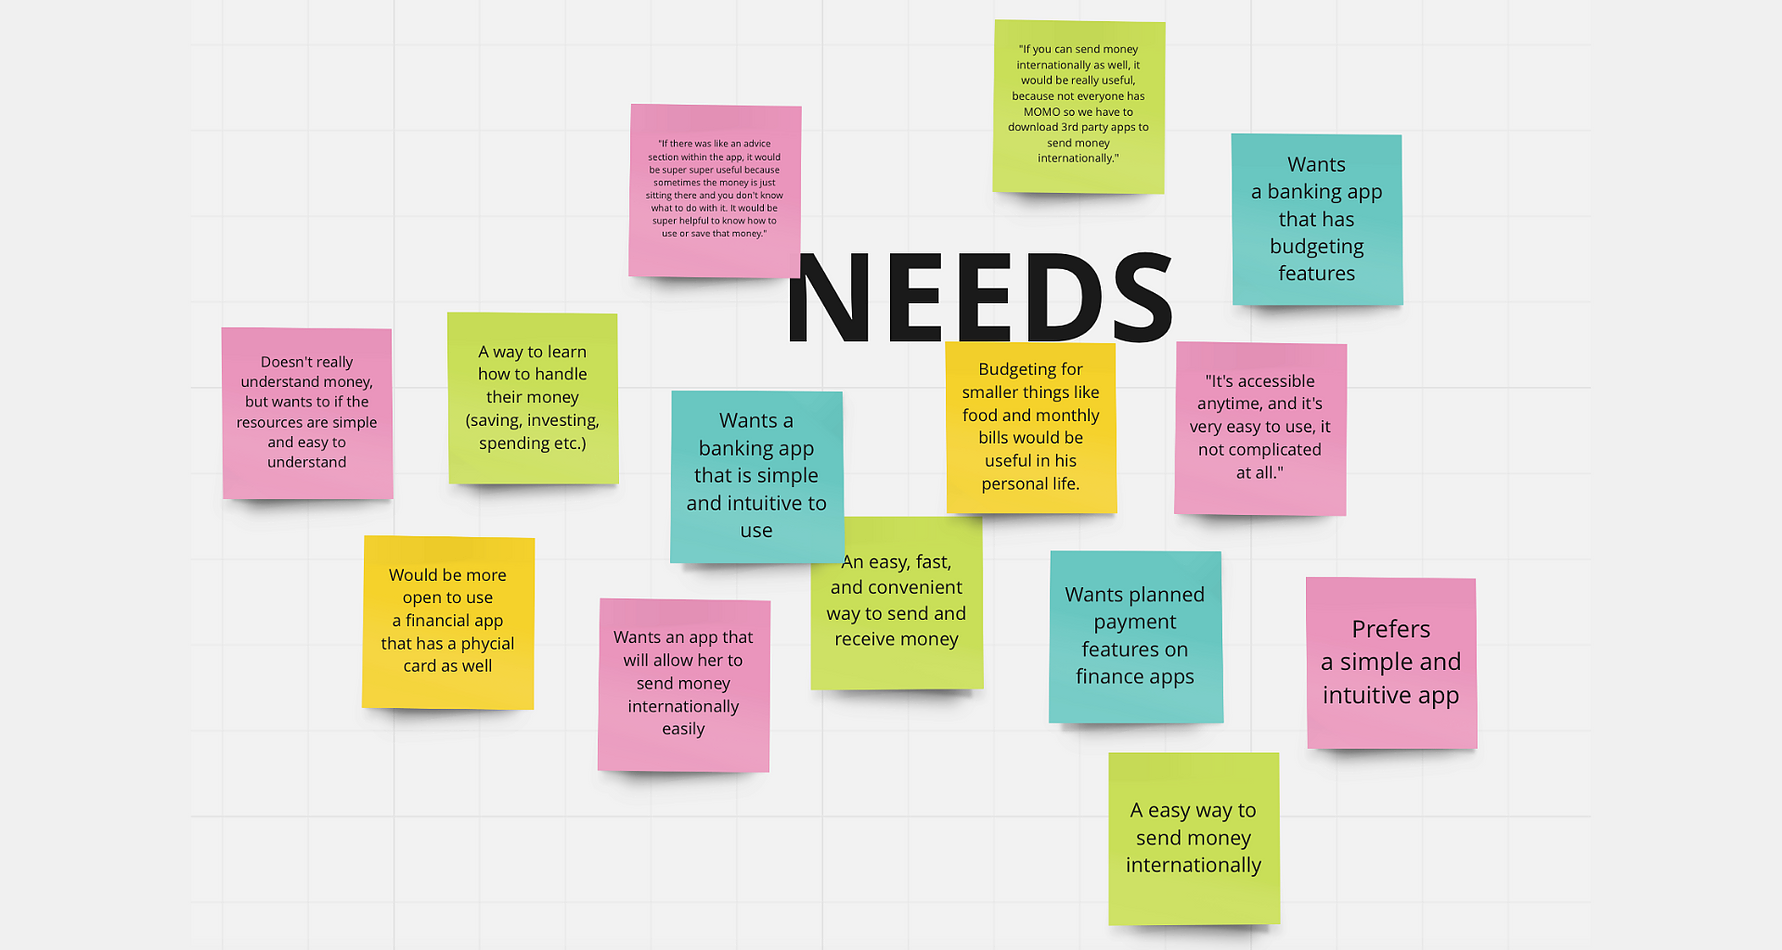 "If you can send money
internationally as well, it
would be really useful,
because not everyone has
MOMO so we have to
download 3rd party apps to
send money
internationally."
"If there was like an advice
section within the app, it would
be super super useful because
sometimes the money is just
sitting there and you don't know
what to do with it. It would be
super helpful to know how to
use or save that money."
Wants
a banking app
that has
budgeting
features
NEEDS
Doesn't really
understand money,
but wants to if the
resources are simple
and easy to
understand
A way to learn
how to handle
their money
(saving, investing,
spending etc.)
Wants a
banking app
that is simple
and intuitive to
use
Budgeting for
smaller things like
food and monthly
bills would be
useful in his
personal life.
"It's accessible
anytime, and it's
very easy to use, it
not complicated
at all."
Would be more
open to use
a financial app
that has a phycial
card as well
Wants an app that
will allow her to
send money
internationally
easily
An easy, fast,
and convenient
way to send and
receive money
Wants planned
payment
features on
finance apps
Prefers
a simple and
intuitive app
A easy way to
send money
internationally